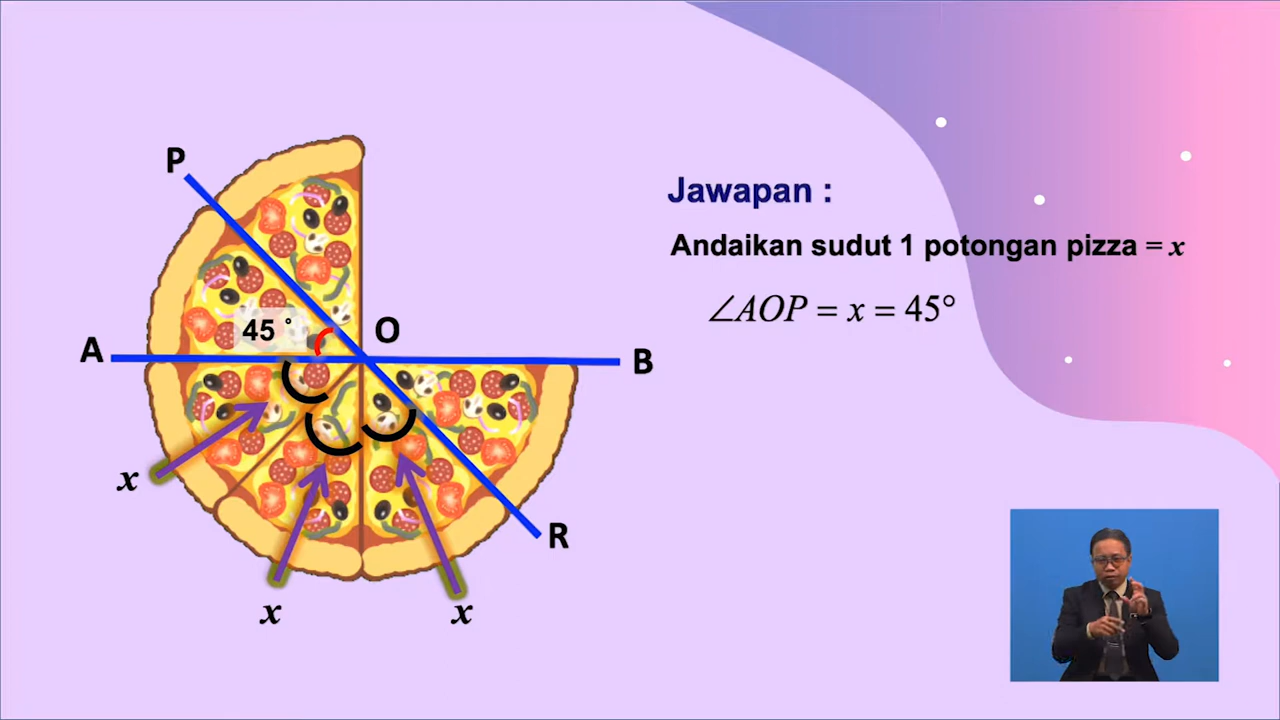 P
Jawapan :
Andaikan sudut 1 potongan pizza = x
∠AOP = x = 45°
45 °
O
A
B
x
R
x
x